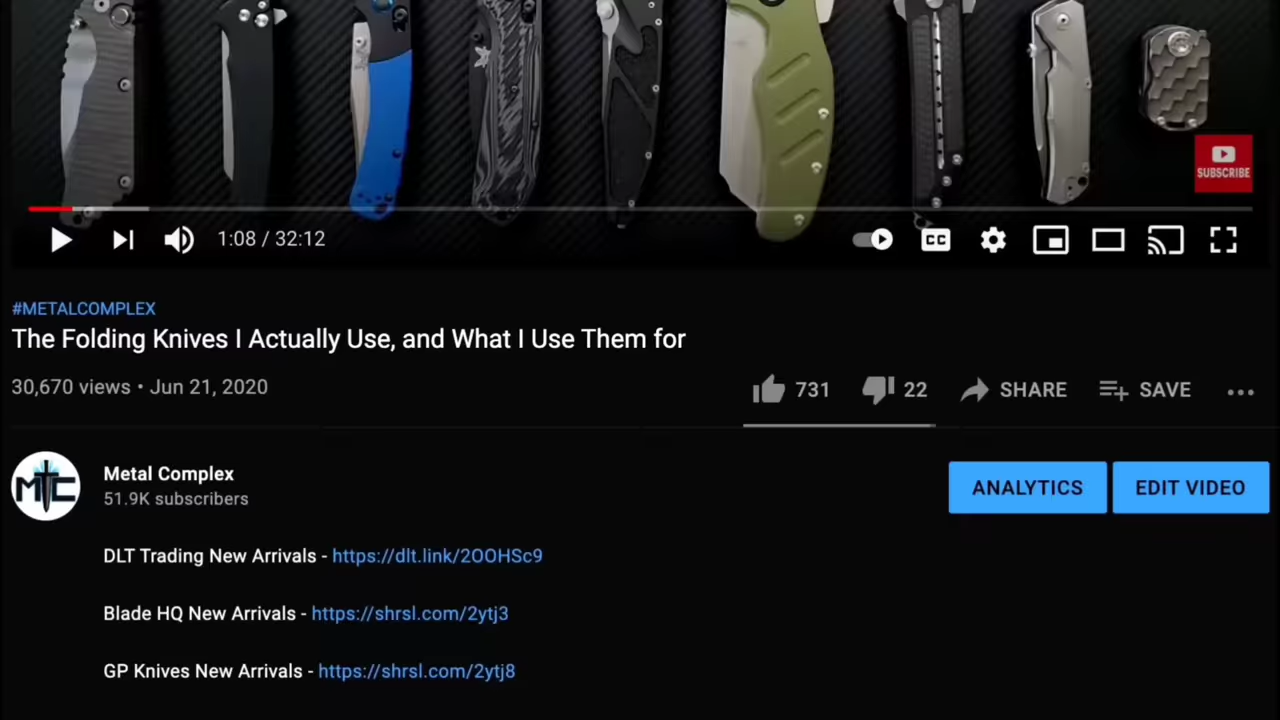 SUBSCRIBE
1:08 / 32:12
CC
#METALCOMPLEX
The Folding Knives I Actually Use, and What I Use Them for
30,670 views • Jun 21, 2020
731
22
SHARE
SAVE
MTC
Metal Complex
51.9K subscribers
ANALYTICS
EDIT VIDEO
DLT Trading New Arrivals - https://dlt.link/2OOHSc9
Blade HQ New Arrivals - https://shrsl.com/2ytj3
GP Knives New Arrivals - https://shrsl.com/2ytj8